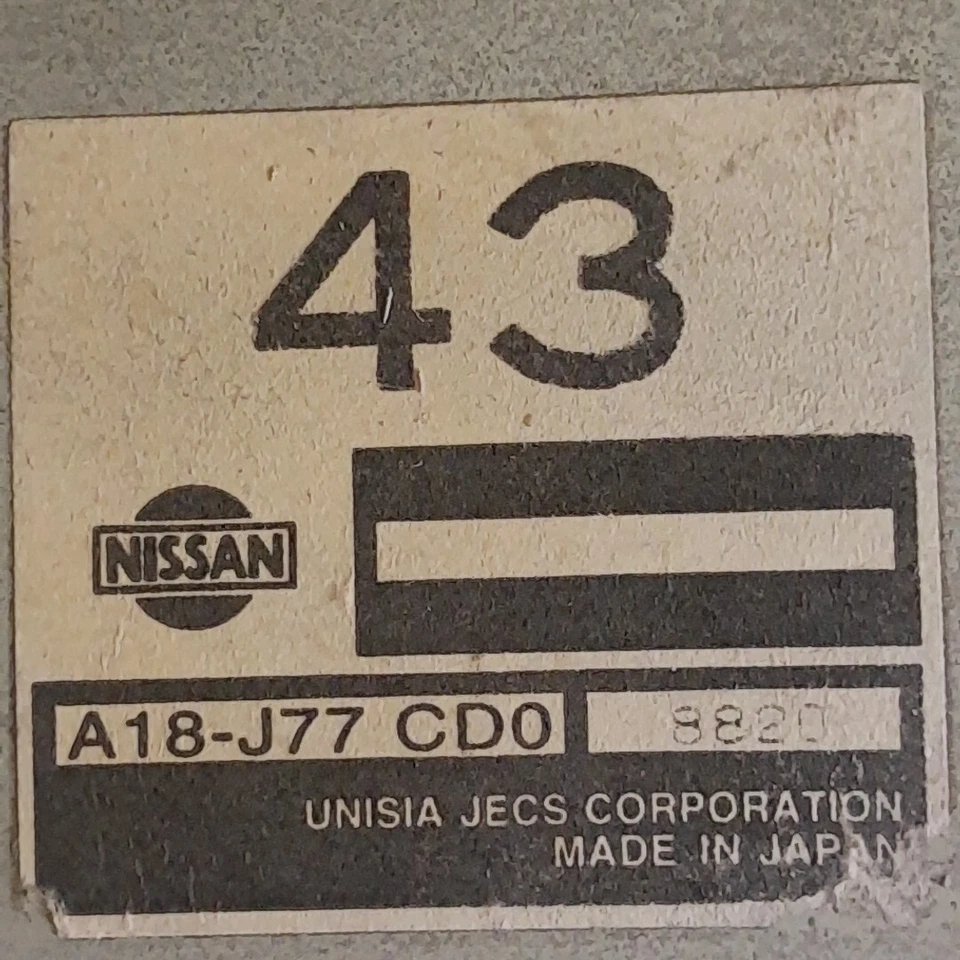 43
NISSAN
A18-J77 CD0 8820
UNISIA JECS CORPORATION
MADE IN JAPAN